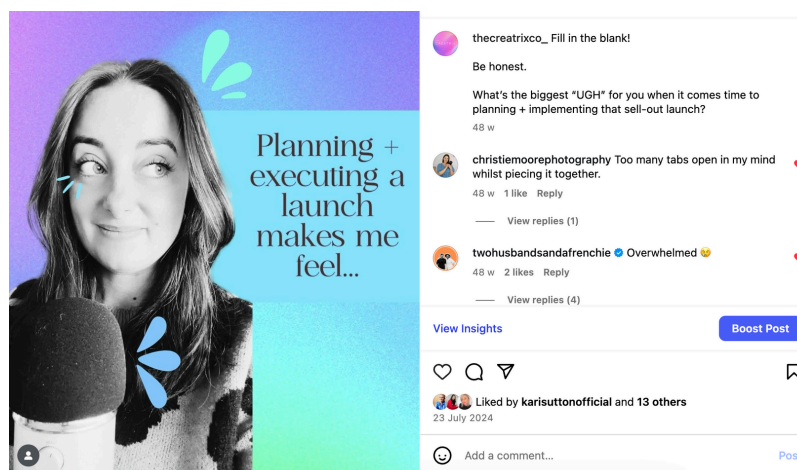 Planning +
executing a
launch
makes me
feel...
thecreatrixco_ Fill in the blank!
Be honest.
What's the biggest "UGH" for you when it comes time to
planning + implementing that sell-out launch?
48 w
christiemoorephotography Too many tabs open in my mind
whilst piecing it together.
48 w 1 like Reply
View replies (1)
twohusbandsandafrenchie Overwhelmed 😢
48 w 2 likes Reply
View replies (4)
View Insights
Boost Post
Liked by karisuttonofficial and 13 others
23 July 2024
Add a comment...
Pos